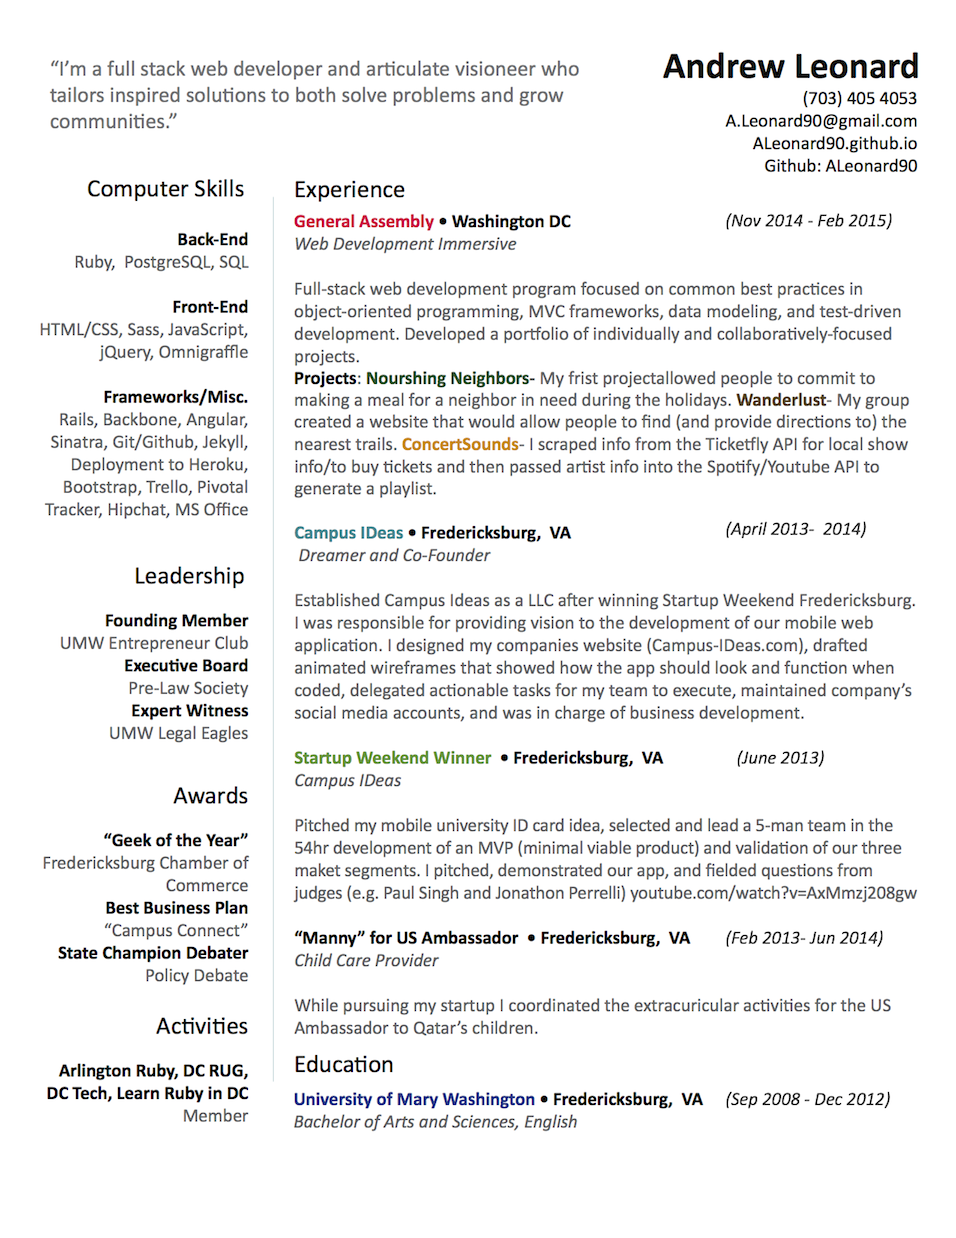 “I’m a full stack web developer and articulate visioneer who
tailors inspired solutions to both solve problems and grow
communities.”
Andrew Leonard
(703) 405 4053
A.Leonard90@gmail.com
ALeonard90.github.io
Github: ALeonard90
Computer Skills
Back-End
Ruby,  PostgreSQL, SQL
Front-End
HTML/CSS, Sass, JavaScript,
jQuery, Omnigraffle
Frameworks/Misc.
Rails, Backbone, Angular,
Sinatra, Git/Github, Jekyll,
Deployment to Heroku,
Bootstrap, Trello, Pivotal
Tracker, Hipchat, MS Office
Leadership
Founding Member
UMW Entrepreneur Club
Executive Board
Pre-Law Society
Expert Witness
UMW Legal Eagles
Awards
“Geek of the Year”
Fredericksburg Chamber of
Commerce
Best Business Plan
“Campus Connect”
State Champion Debater
Policy Debate
Activities
Arlington Ruby, DC RUG,
DC Tech, Learn Ruby in DC
Member
Experience
General Assembly • Washington DC (Nov 2014 - Feb 2015)
Web Development Immersive
Full-stack web development program focused on common best practices in
object-oriented programming, MVC frameworks, data modeling, and test-driven
development. Developed a portfolio of individually and collaboratively-focused
projects.
Projects: Nourshing Neighbors- My frist projectallowed people to commit to
making a meal for a neighbor in need during the holidays. Wanderlust- My group
created a website that would allow people to find (and provide directions to) the
nearest trails. ConcertSounds- I scraped info from the Ticketfly API for local show
info/to buy tickets and then passed artist info into the Spotify/Youtube API to
generate a playlist.
Campus IDeas • Fredericksburg,  VA (April 2013-  2014)
Dreamer and Co-Founder
Established Campus Ideas as a LLC after winning Startup Weekend Fredericksburg.
I was responsible for providing vision to the development of our mobile web
application. I designed my companies website (Campus-IDeas.com), drafted
animated wireframes that showed how the app should look and function when
coded, delegated actionable tasks for my team to execute, maintained company’s
social media accounts, and was in charge of business development.
Startup Weekend Winner  • Fredericksburg,  VA (June 2013)
Campus IDeas
Pitched my mobile university ID card idea, selected and lead a 5-man team in the
54hr development of an MVP (minimal viable product) and validation of our three
maket segments. I pitched, demonstrated our app, and fielded questions from
judges (e.g. Paul Singh and Jonathon Perrelli) youtube.com/watch?v=AxMmzj208gw
“Manny” for US Ambassador  • Fredericksburg,  VA (Feb 2013- Jun 2014)
Child Care Provider
While pursuing my startup I coordinated the extracuricular activities for the US
Ambassador to Qatar’s children.
Education
University of Mary Washington • Fredericksburg,  VA (Sep 2008 - Dec 2012)
Bachelor of Arts and Sciences, English